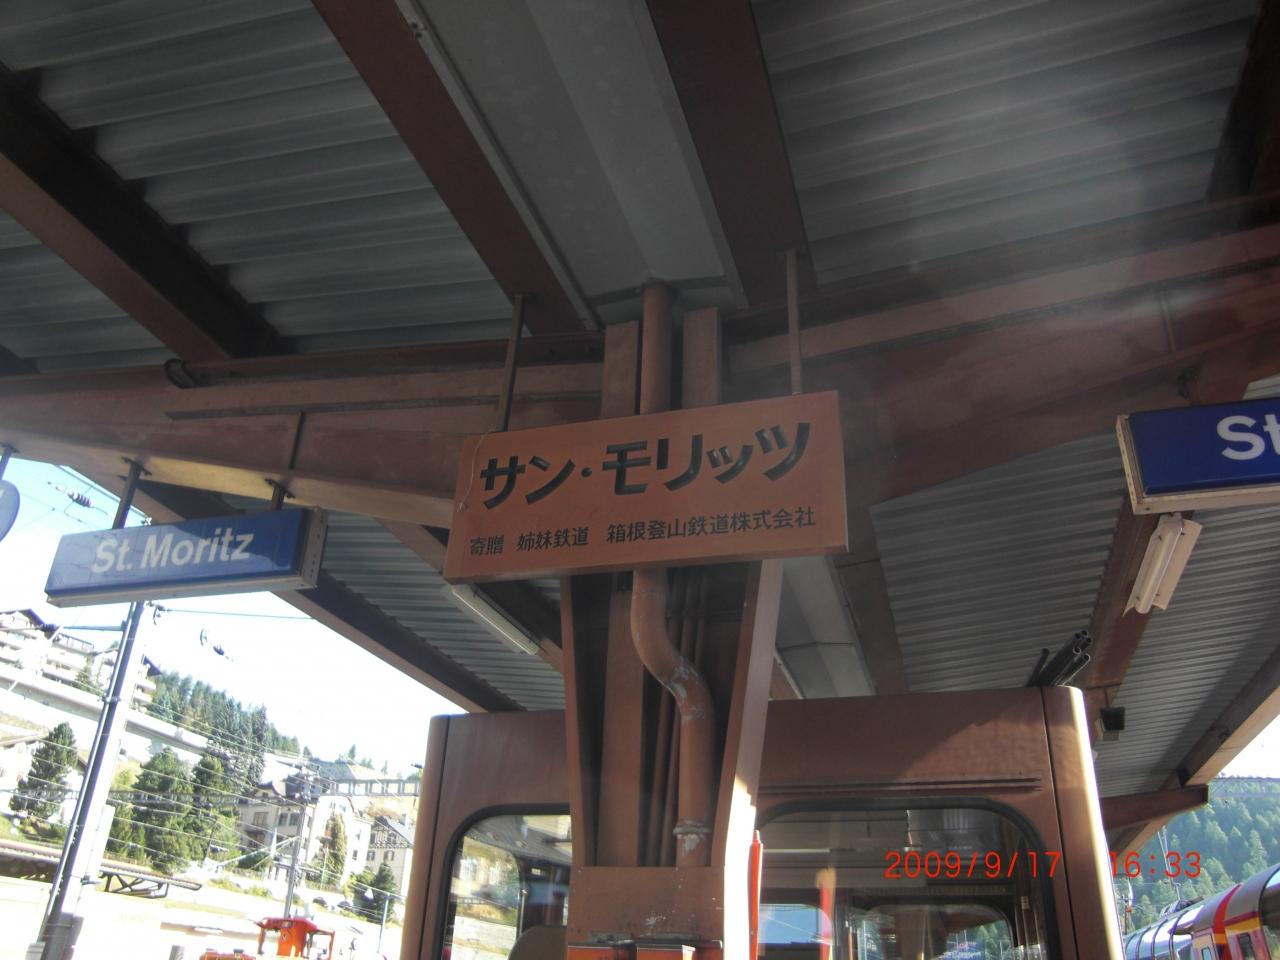 サン・モリッツ
寄贈 姉妹鉄道 箱根登山鉄道株式会社
St. Moritz
St
2009/9/17 16:33